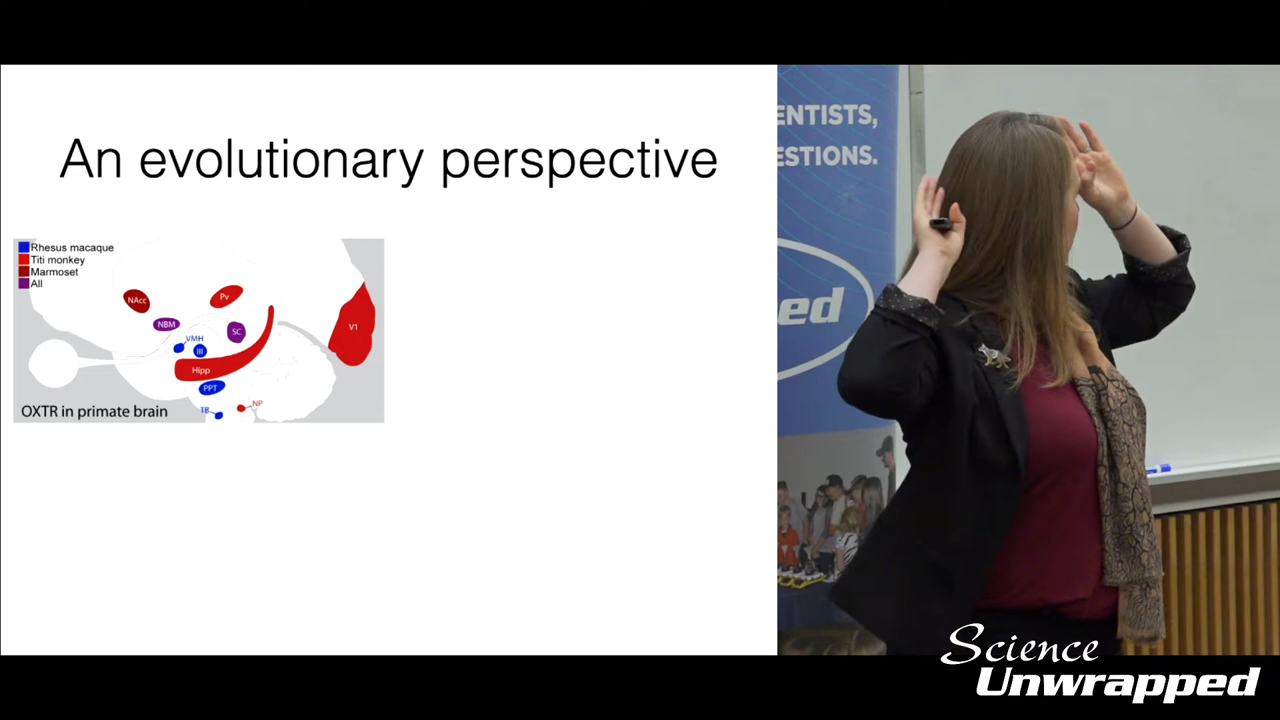 An evolutionary perspective
Rhesus macaque
Titi monkey
Marmoset
All
NAcc
Pv
NBM
SC
V1
VMH
III
Hipp
PPT
TB
NP
OXTR in primate brain
ENTISTS,
ESTIONS.
ped
Science
Unwrapped